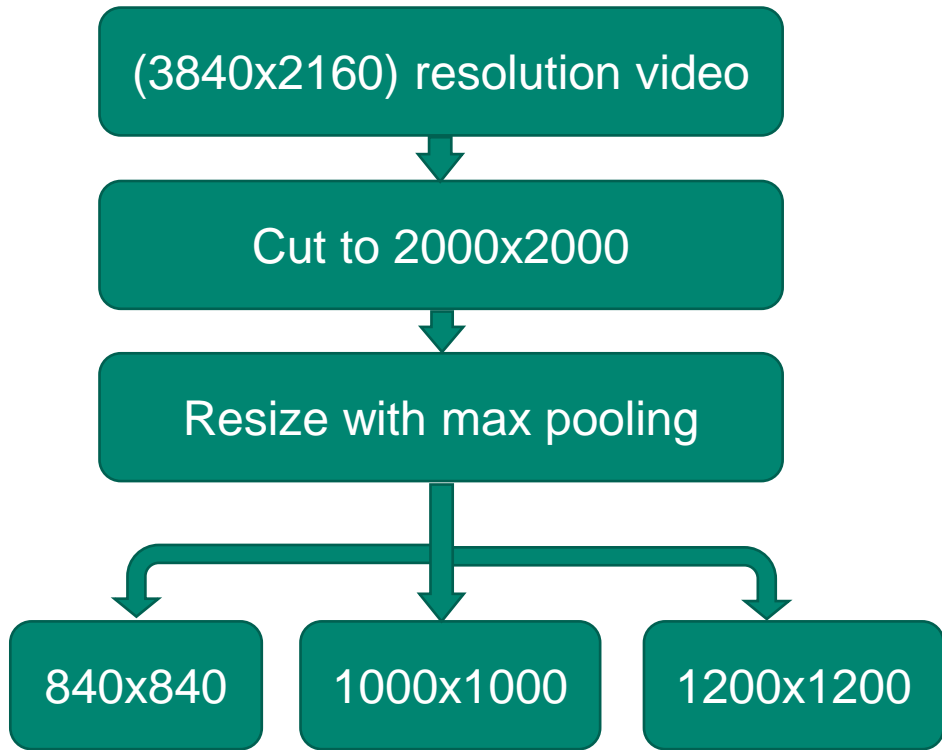 (3840x2160) resolution video
Cut to 2000x2000
Resize with max pooling
840x840
1000x1000
1200x1200